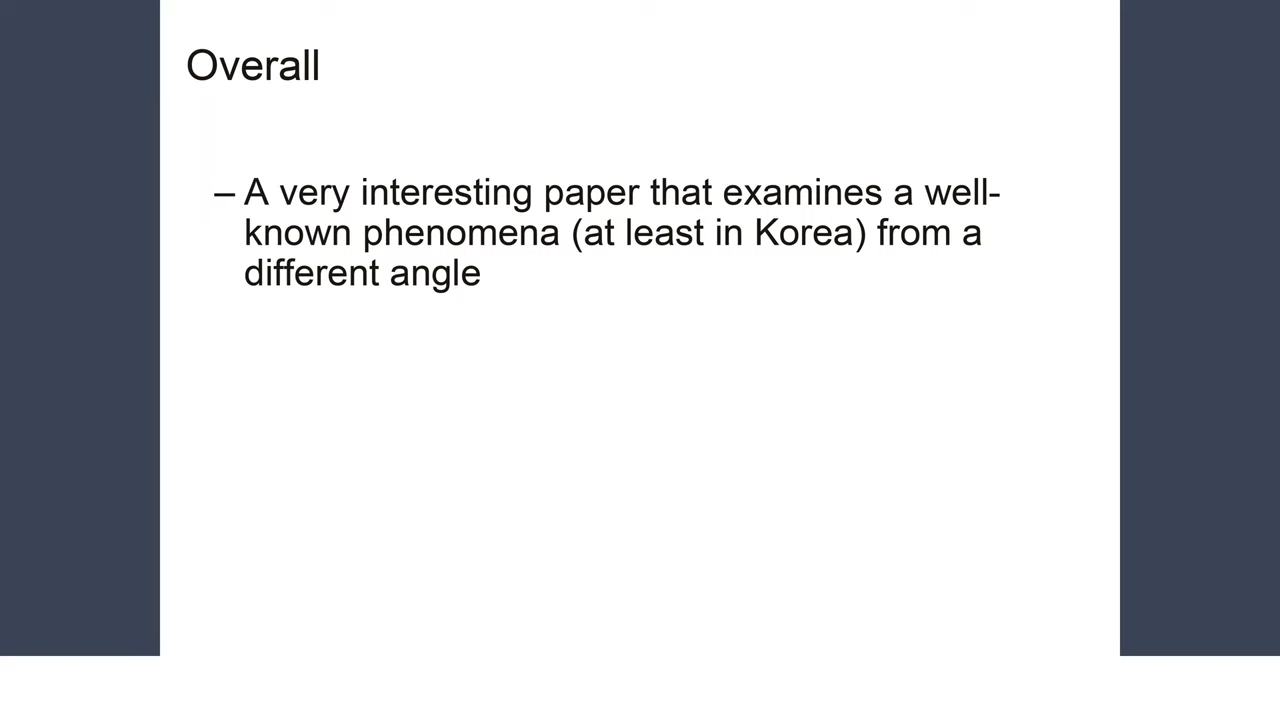 Overall
– A very interesting paper that examines a well-
known phenomena (at least in Korea) from a
different angle